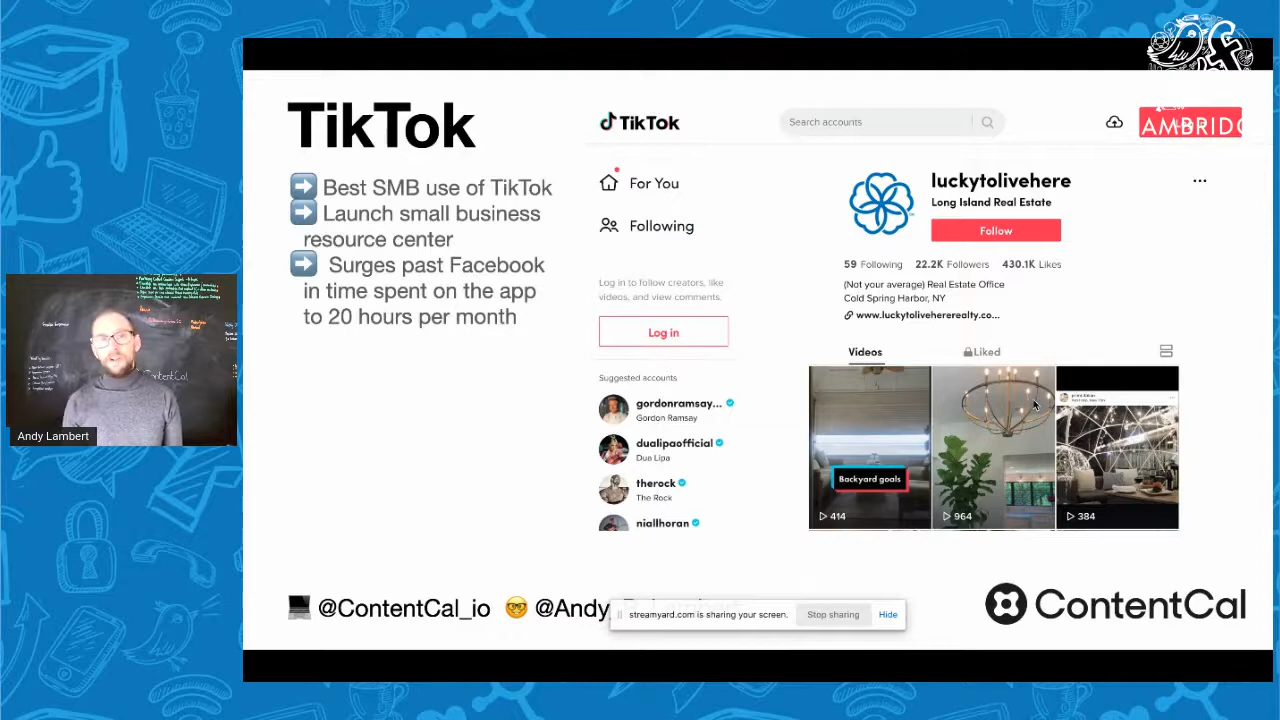 TikTok
➡️ Best SMB use of TikTok
➡️ Launch small business
resource center
➡️ Surges past Facebook
in time spent on the app
to 20 hours per month
TikTok
Search accounts
AMBRIDG
For You
Following
Log in to follow creators, like
videos, and view comments.
Log in
Suggested accounts
gordonramsay...
Gordon Ramsay
dualipaofficial
Dua Lipa
therock
The Rock
niallhoran
luckytolivehere
Long Island Real Estate
Follow
59 Following 22.2K Followers 430.1K Likes
(Not your average) Real Estate Office
Cold Spring Harbor, NY
www.luckytolivehererealty.co...
Videos
Liked
Backyard goals
414
964
384
ContentCal
Andy Lambert
@ContentCal_io
@Andy
streamyard.com is sharing your screen.
Stop sharing
Hide
ContentCal